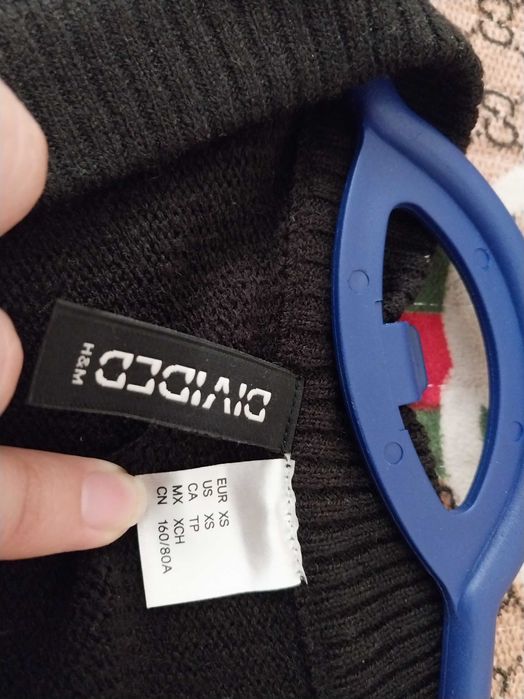 DIVIDED
H&M
EUR XS
US XS
CA TP
MX XCH
CN 160/80A